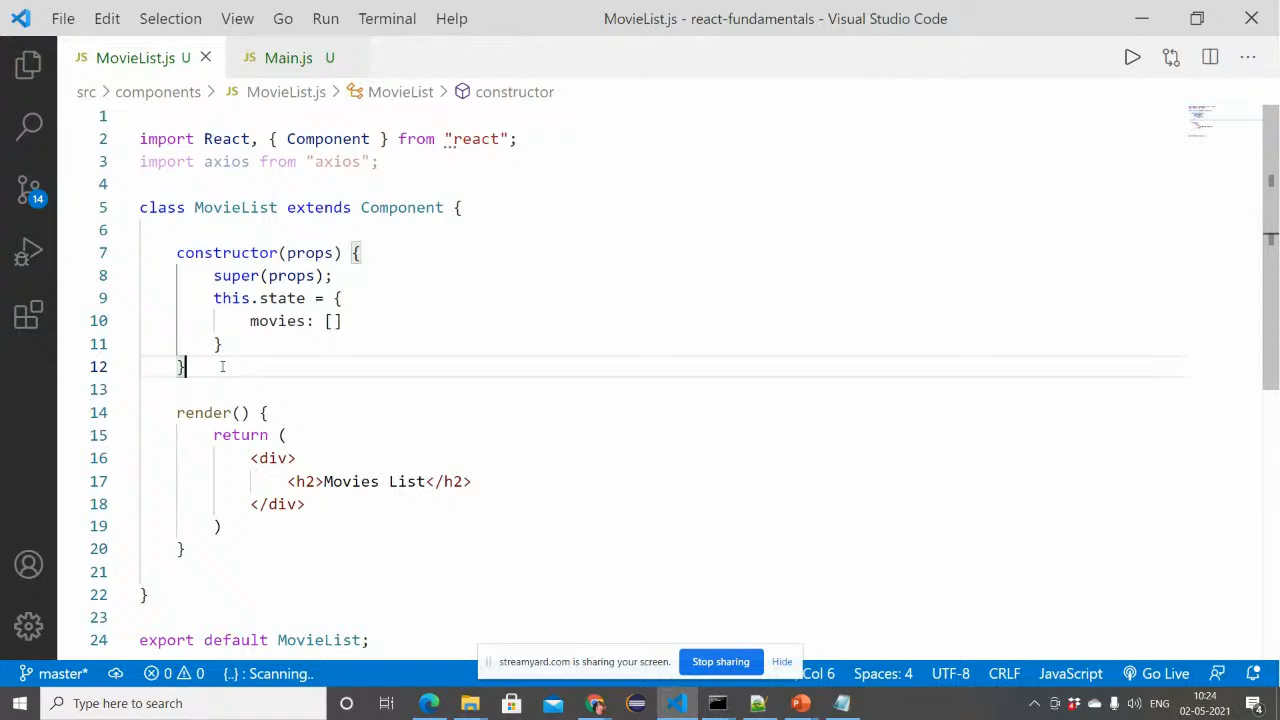 File Edit Selection View Go Run Terminal Help MovieList.js - react-fundamentals - Visual Studio Code
JS MovieList.js U JS Main.js U
src > components > JS MovieList.js > MovieList > constructor
1
2 import React, { Component } from "react";
3 import axios from "axios";
4
5 class MovieList extends Component {
6
7 constructor(props) {
8 super(props);
9 this.state = {
10 movies: []
11 }
12 }
13
14 render() {
15 return (
16 <div>
17 <h2>Movies List</h2>
18 </div>
19 )
20 }
21
22 }
23
24 export default MovieList;
14
streamyard.com is sharing your screen. Stop sharing Hide
master* 0 0 {..} : Scanning.. Col 6 Spaces: 4 UTF-8 CRLF JavaScript Go Live
Type here to search ENG 10:24
02-05-2021 4